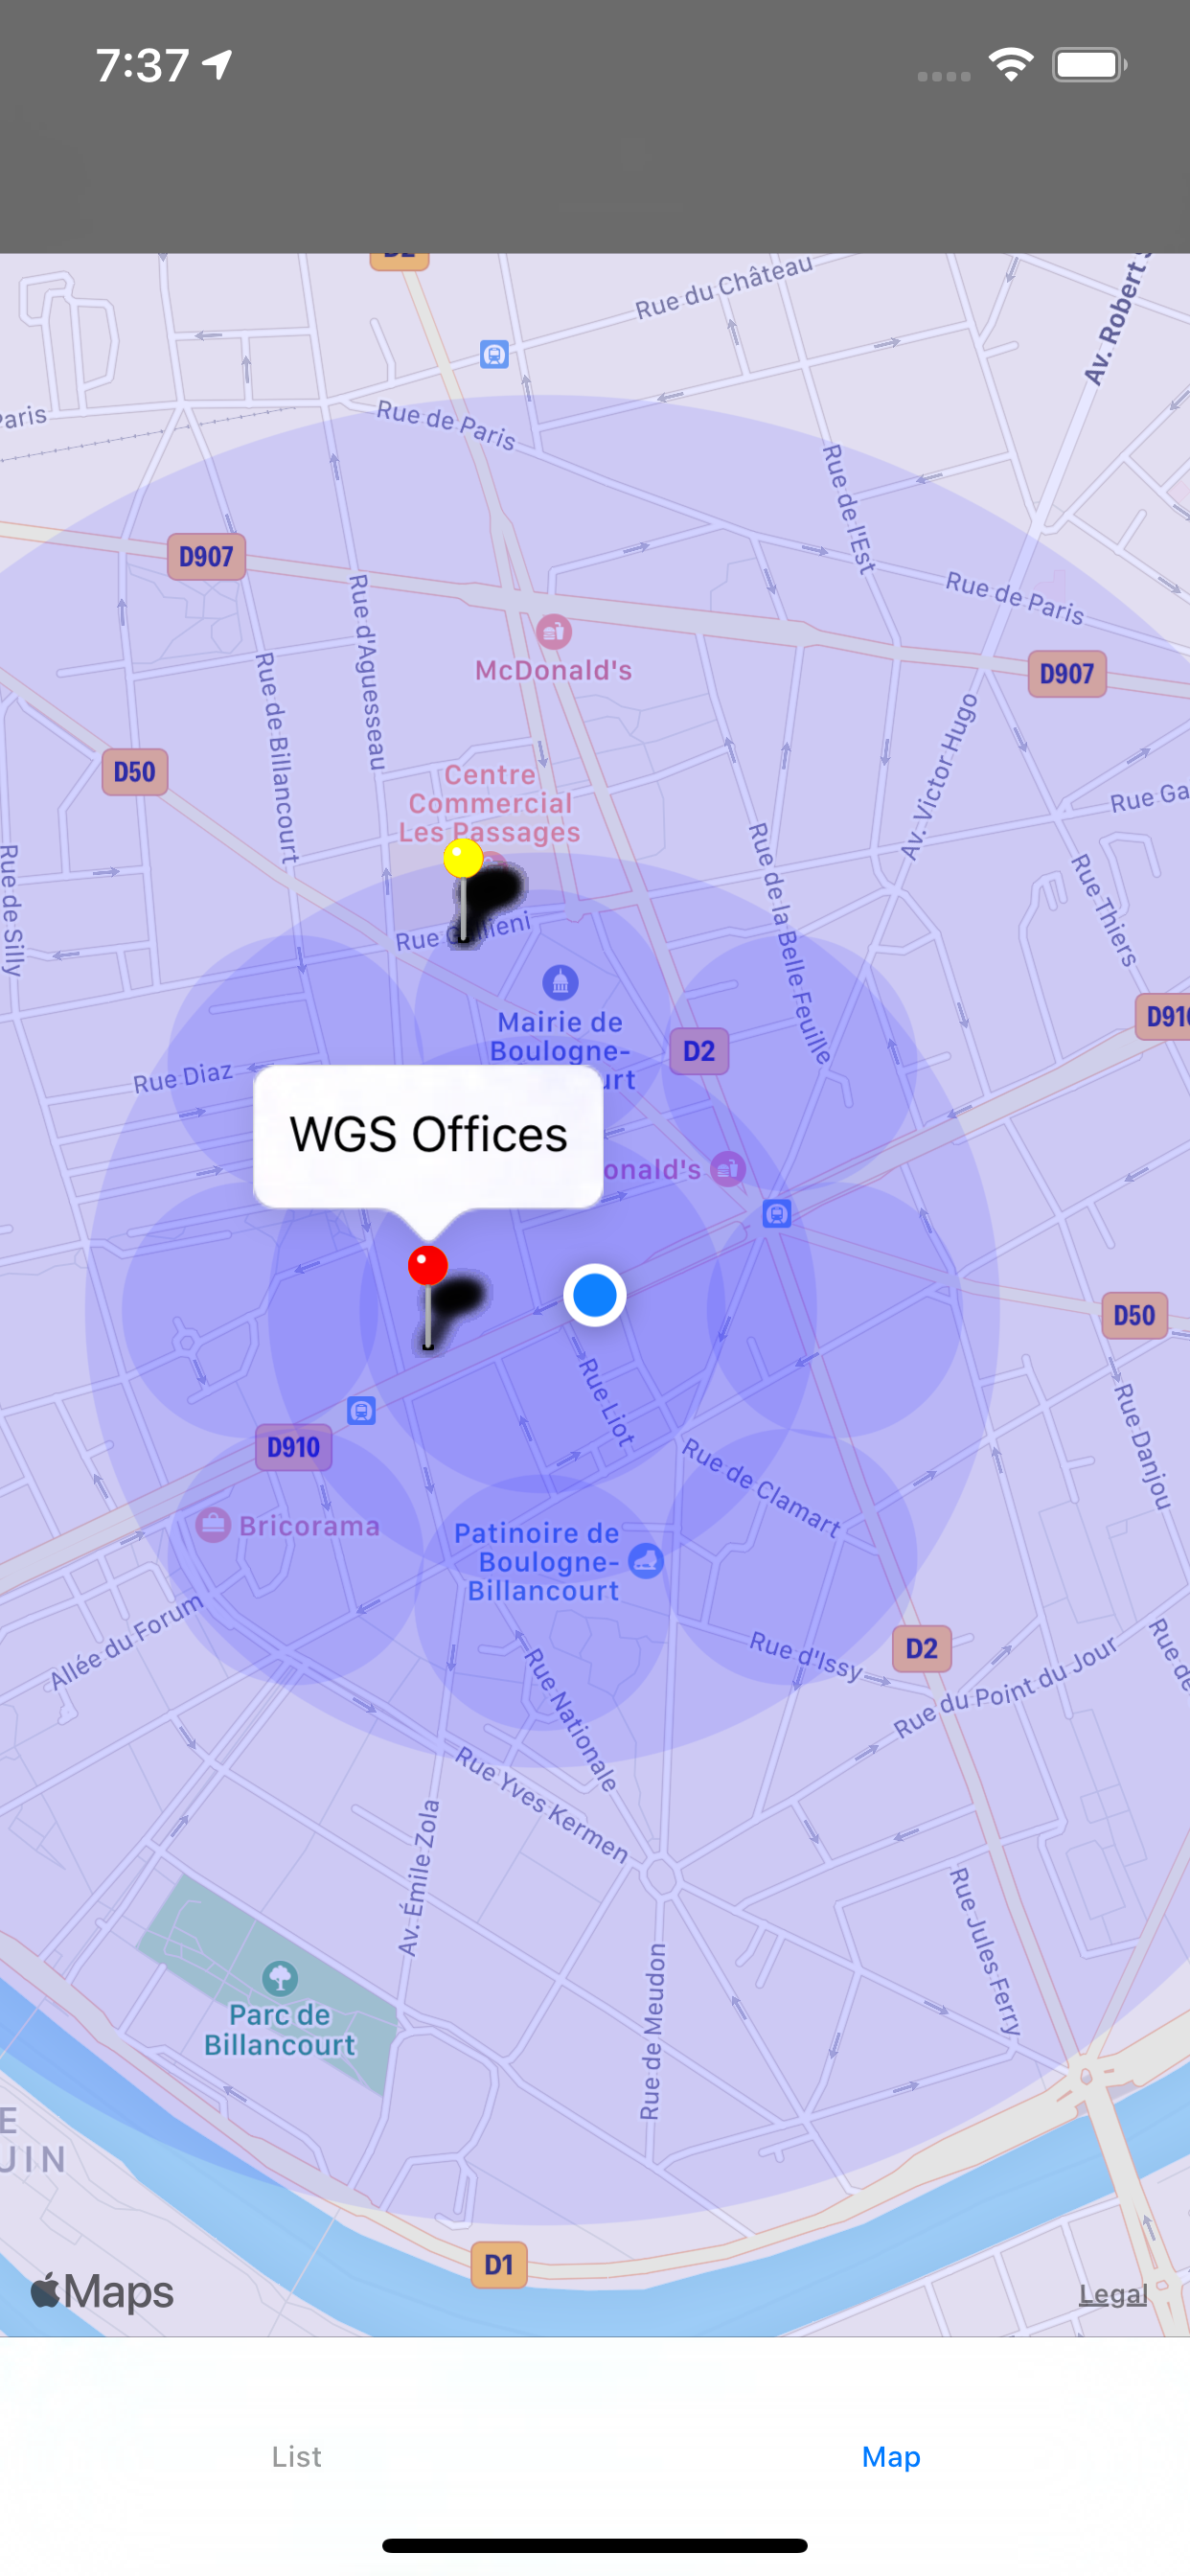 7:37
D2
Rue du Château
Av. Robert
Paris
Rue de Paris
Rue de l'Est
D907
Rue d'Aguesseau
Rue de Paris
McDonald's
D907
Rue de Billancourt
Av. Victor Hugo
D50
Centre
Commercial
Les Passages
Rue Ga
Rue de Silly
Rue de la Belle Feuille
Rue Thiers
Rue Gallieni
Mairie de
Boulogne-
urt
D2
D910
Rue Diaz
WGS Offices
onald's
D50
Rue Liot
Rue Danjou
D910
Rue de Clamart
Bricorama
Patinoire de
Boulogne-
Billancourt
Allée du Forum
Rue d'Issy
D2
Rue de
Rue du Point du Jour
Rue Nationale
Rue Yves Kermen
Av. Émile Zola
Rue Jules Ferry
Rue de Meudon
Parc de
Billancourt
E
UIN
D1
Maps
Legal
List
Map